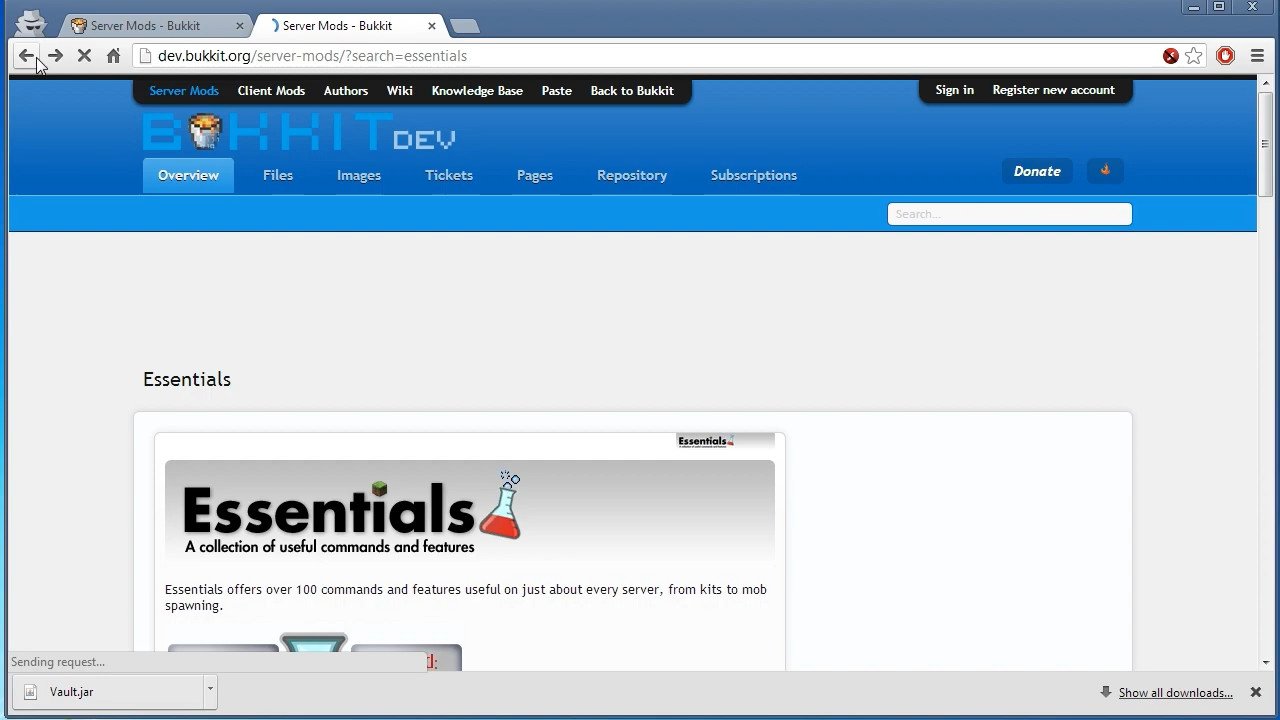 Server Mods - Bukkit
Server Mods - Bukkit
dev.bukkit.org/server-mods/?search=essentials
Server Mods Client Mods Authors Wiki Knowledge Base Paste Back to Bukkit Sign in Register new account
BUKKIT DEV
Overview Files Images Tickets Pages Repository Subscriptions Donate
Search...
Essentials
Essentials
Essentials
A collection of useful commands and features
Essentials offers over 100 commands and features useful on just about every server, from kits to mob
spawning.
Sending request...
Vault.jar Show all downloads...